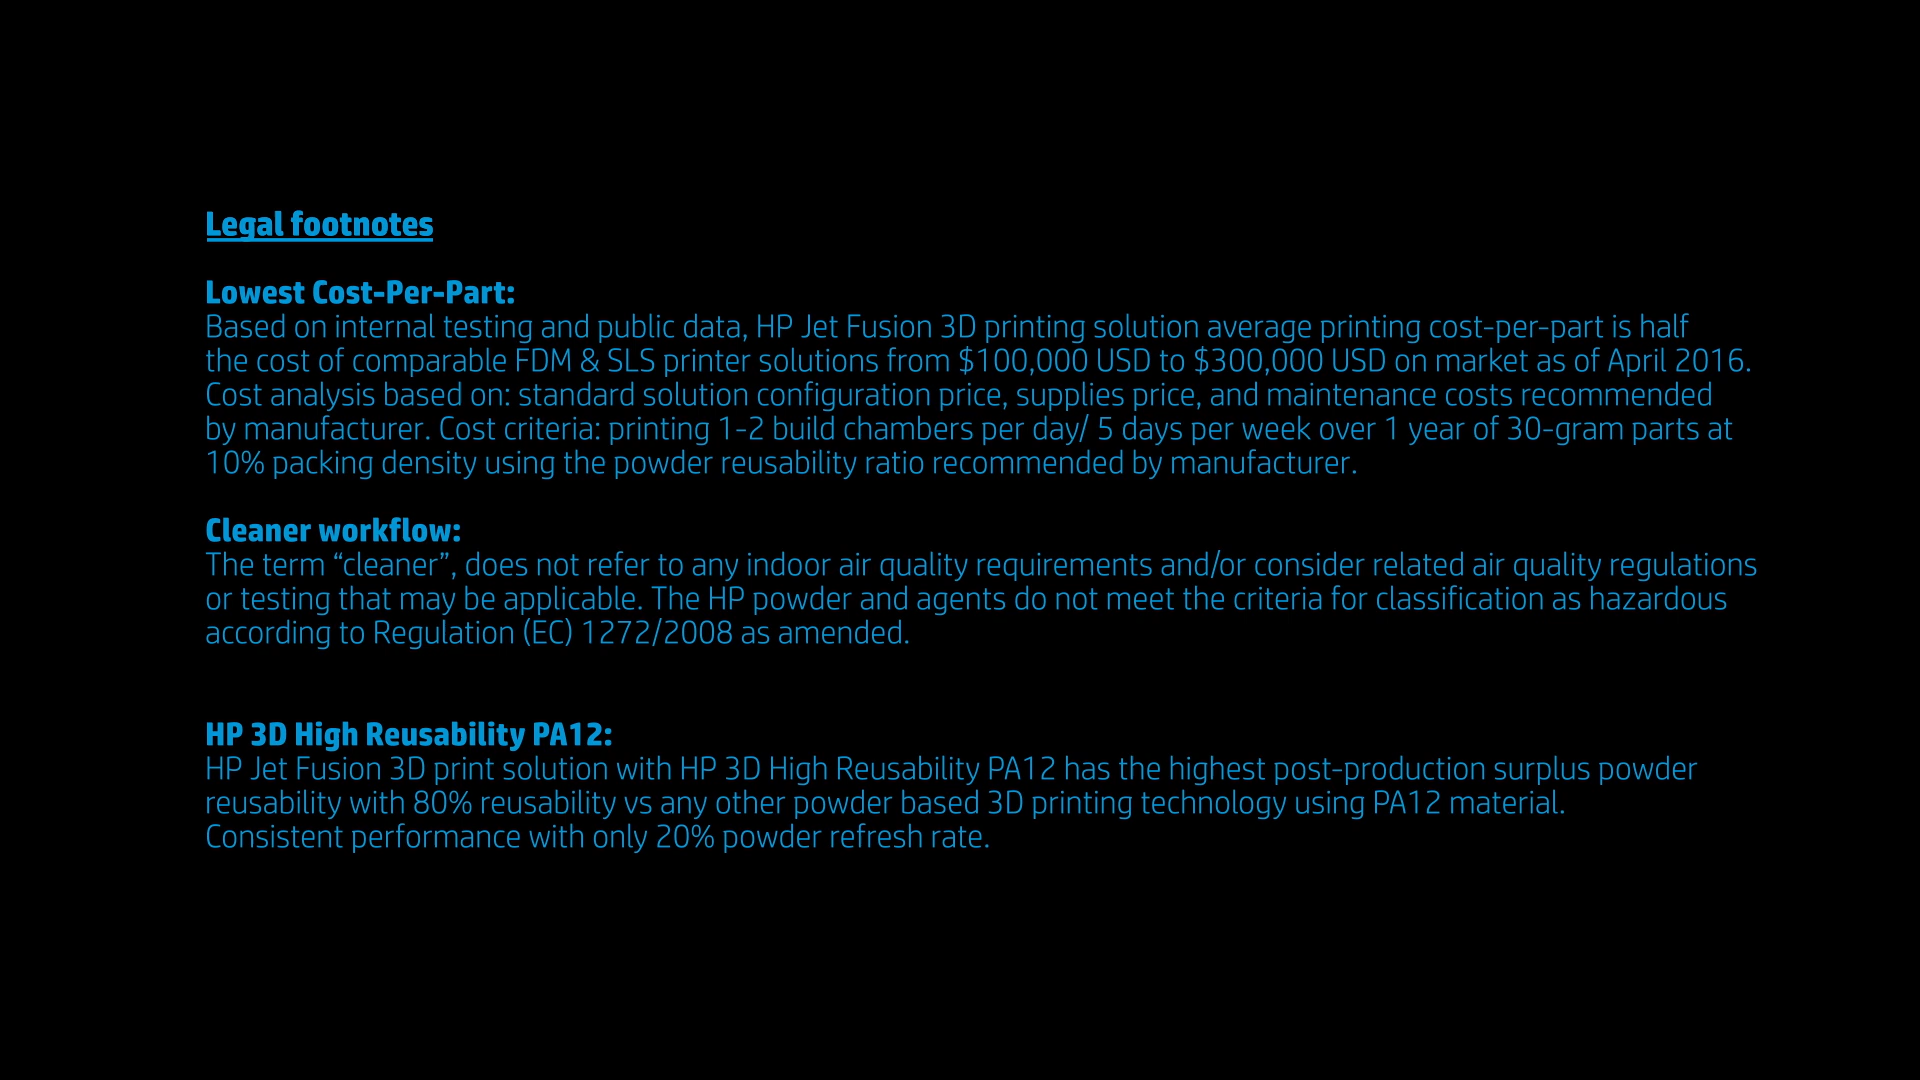 Legal footnotes
Lowest Cost-Per-Part:
Based on internal testing and public data, HP Jet Fusion 3D printing solution average printing cost-per-part is half
the cost of comparable FDM & SLS printer solutions from $100,000 USD to $300,000 USD on market as of April 2016.
Cost analysis based on: standard solution configuration price, supplies price, and maintenance costs recommended
by manufacturer. Cost criteria: printing 1-2 build chambers per day/ 5 days per week over 1 year of 30-gram parts at
10% packing density using the powder reusability ratio recommended by manufacturer.
Cleaner workflow:
The term “cleaner”, does not refer to any indoor air quality requirements and/or consider related air quality regulations
or testing that may be applicable. The HP powder and agents do not meet the criteria for classification as hazardous
according to Regulation (EC) 1272/2008 as amended.
HP 3D High Reusability PA12:
HP Jet Fusion 3D print solution with HP 3D High Reusability PA12 has the highest post-production surplus powder
reusability with 80% reusability vs any other powder based 3D printing technology using PA12 material.
Consistent performance with only 20% powder refresh rate.